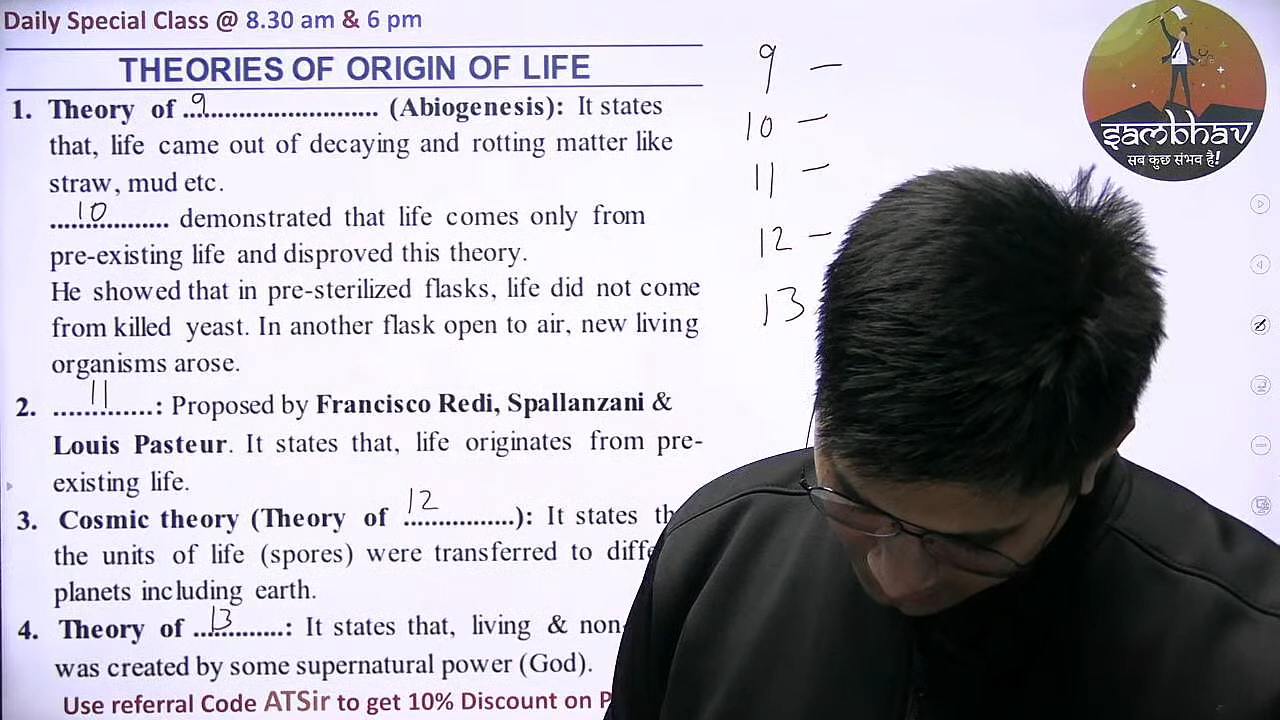 Daily Special Class @ 8.30 am & 6 pm
THEORIES OF ORIGIN OF LIFE
1. Theory of ..9........................ (Abiogenesis): It states
that, life came out of decaying and rotting matter like
straw, mud etc.
....10............ demonstrated that life comes only from
pre-existing life and disproved this theory.
He showed that in pre-sterilized flasks, life did not come
from killed yeast. In another flask open to air, new living
organisms arose.
2. .....11........: Proposed by Francisco Redi, Spallanzani &
Louis Pasteur. It states that, life originates from pre-
existing life.
3. Cosmic theory (Theory of ..12..............): It states
the units of life (spores) were transferred to
planets including earth.
4. Theory of ...13.........: It states that, living & non
was created by some supernatural power (God).
Use referral Code ATSir to get 10% Discount on
9 –
10 –
11 –
12 –
13
sambhav
सब कुछ संभव है!